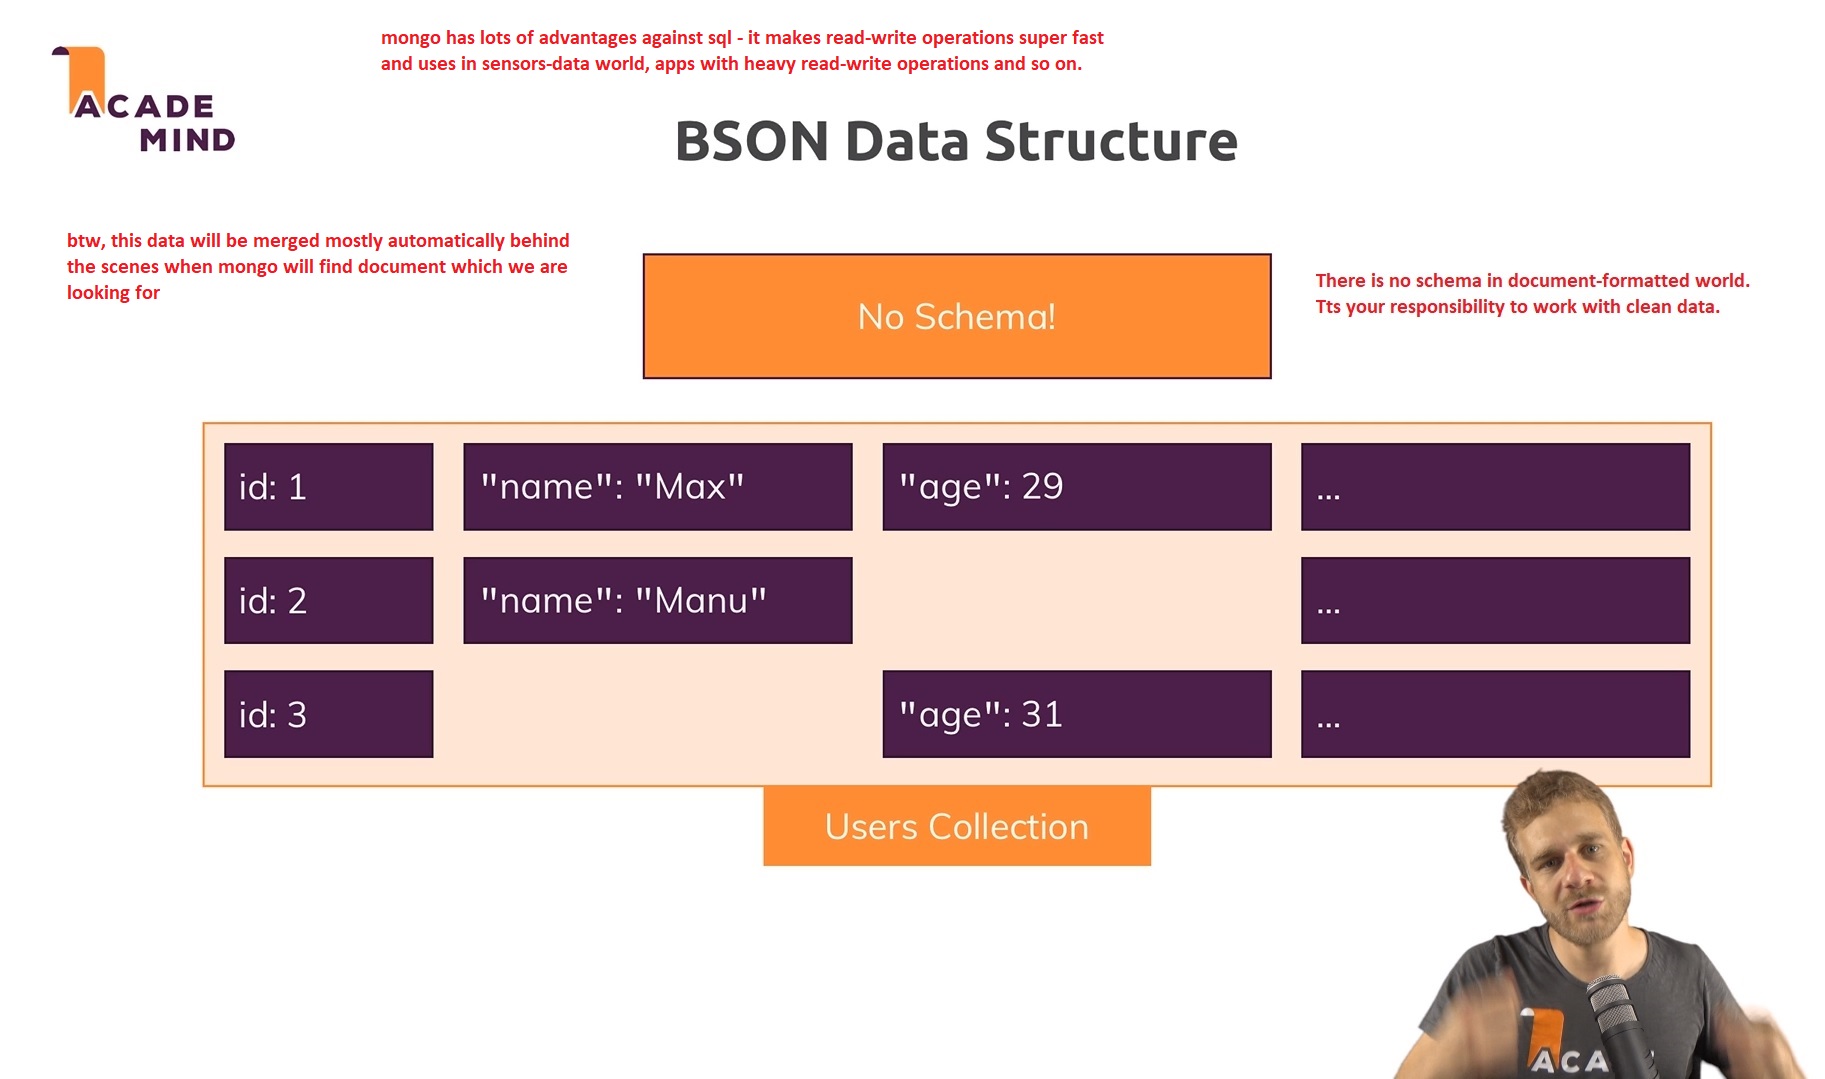 mongo has lots of advantages against sql - it makes read-write operations super fast
and uses in sensors-data world, apps with heavy read-write operations and so on.
ACADE
MIND
BSON Data Structure
btw, this data will be merged mostly automatically behind
the scenes when mongo will find document which we are
looking for
No Schema!
There is no schema in document-formatted world.
Tts your responsibility to work with clean data.
id: 1
"name": "Max"
"age": 29
...
id: 2
"name": "Manu"
...
id: 3
"age": 31
...
Users Collection
ACA